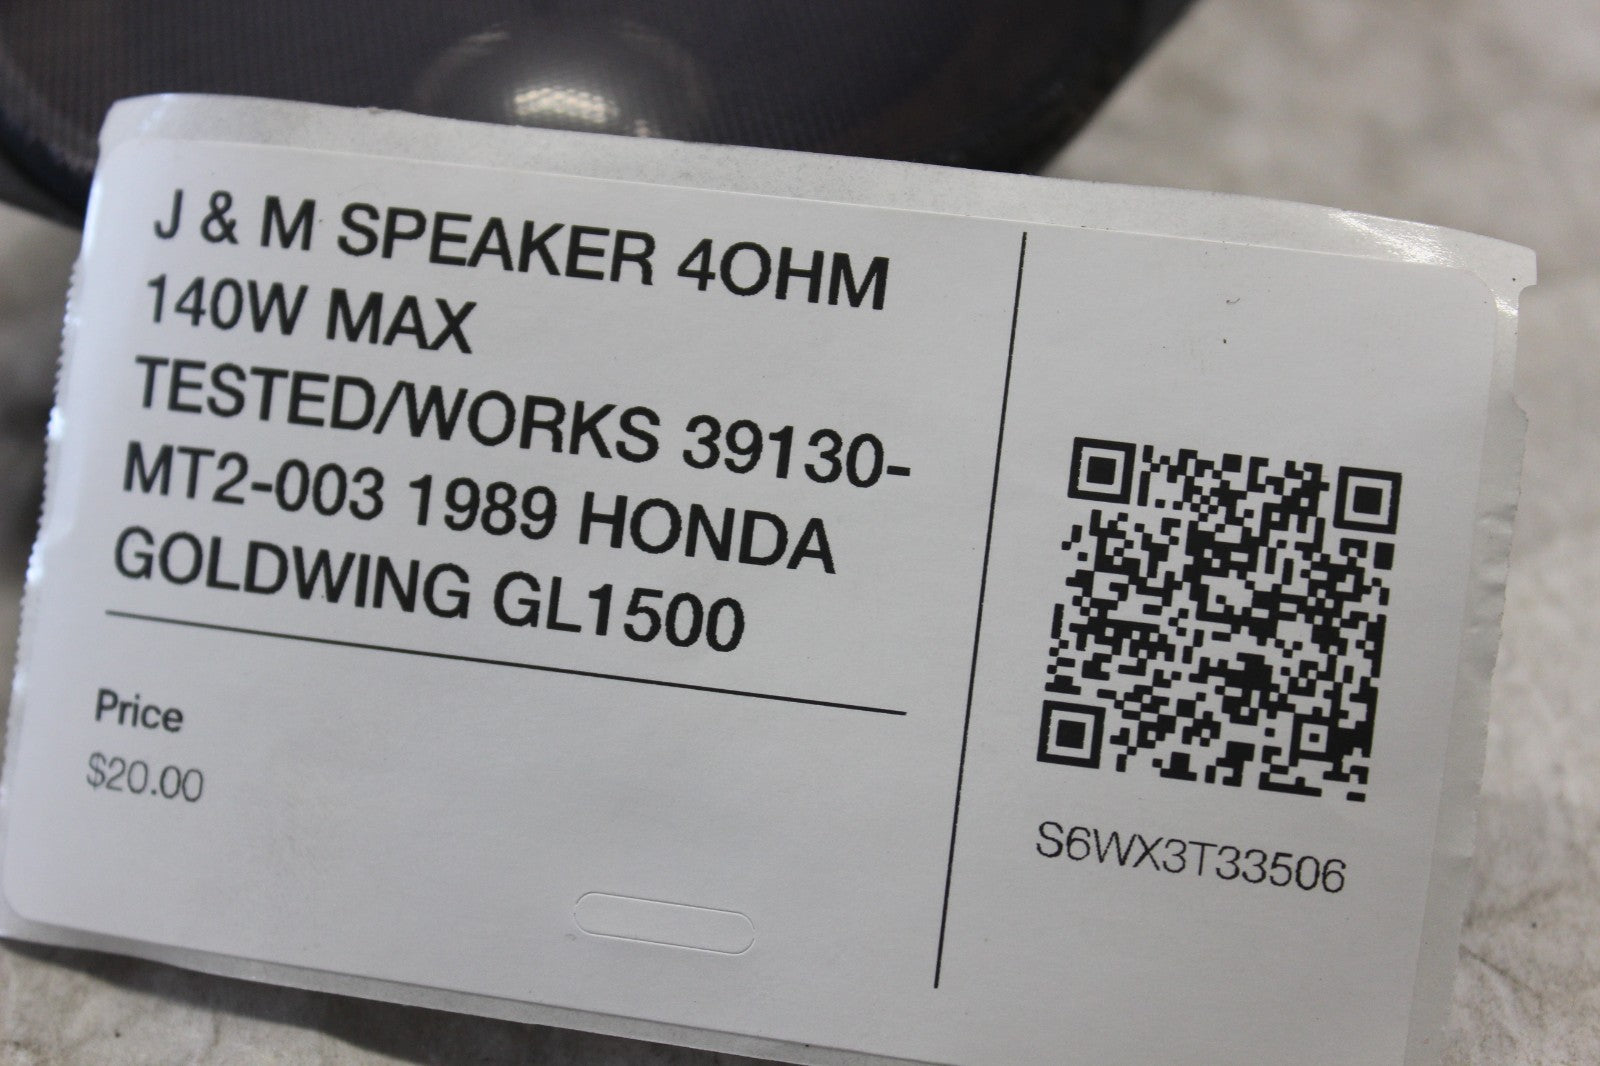 J & M SPEAKER 4OHM
140W MAX
TESTED/WORKS 39130-
MT2-003 1989 HONDA
GOLDWING GL1500
Price
$20.00
S6WX3T33506